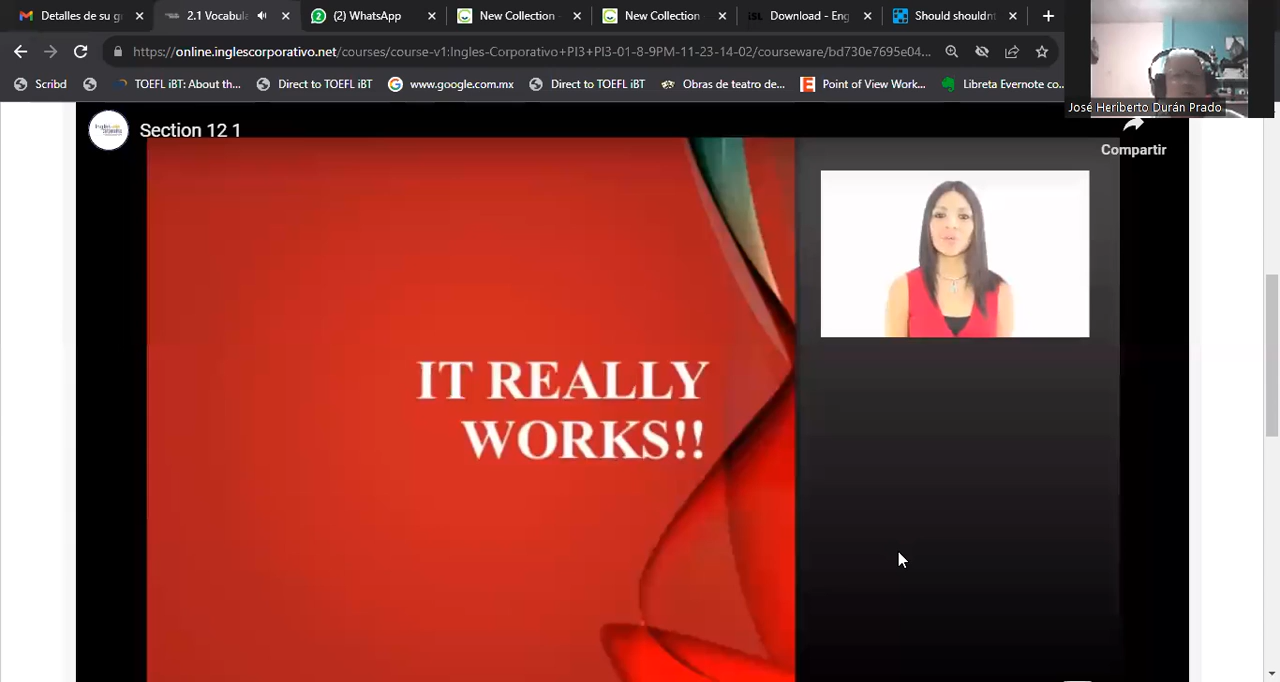 Detalles de su gr
2.1 Vocabula
(2) WhatsApp
New Collection -
New Collection -
Download - Eng
Should shouldnt
https://online.inglescorporativo.net/courses/course-v1:Ingles-Corporativo+PI3+PI3-01-8-9PM-11-23-14-02/courseware/bd730e7695e04...
Scribd
TOEFL iBT: About th...
Direct to TOEFL iBT
www.google.com.mx
Direct to TOEFL iBT
Obras de teatro de...
Point of View Work...
Libreta Evernote co...
José Heriberto Durán Prado
Section 12 1
Compartir
IT REALLY
WORKS!!